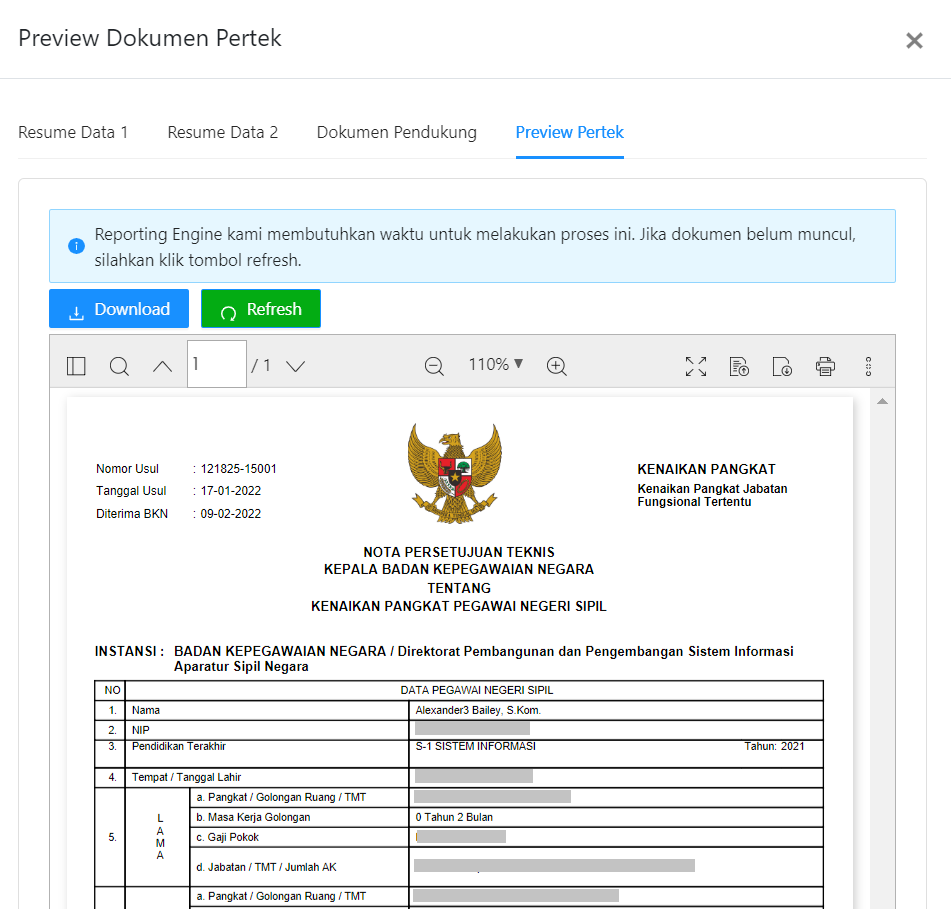 Preview Dokumen Pertek
Resume Data 1 Resume Data 2 Dokumen Pendukung Preview Pertek
Reporting Engine kami membutuhkan waktu untuk melakukan proses ini. Jika dokumen belum muncul,
silahkan klik tombol refresh.
Download Refresh
1 / 1 110%
Nomor Usul : 121825-15001
Tanggal Usul : 17-01-2022
Diterima BKN : 09-02-2022
KENAIKAN PANGKAT
Kenaikan Pangkat Jabatan
Fungsional Tertentu
NOTA PERSETUJUAN TEKNIS
KEPALA BADAN KEPEGAWAIAN NEGARA
TENTANG
KENAIKAN PANGKAT PEGAWAI NEGERI SIPIL
INSTANSI : BADAN KEPEGAWAIAN NEGARA / Direktorat Pembangunan dan Pengembangan Sistem Informasi
Aparatur Sipil Negara
NO DATA PEGAWAI NEGERI SIPIL
1. Nama Alexander3 Bailey, S.Kom.
2. NIP
3. Pendidikan Terakhir S-1 SISTEM INFORMASI Tahun: 2021
4. Tempat / Tanggal Lahir
5. LAMA
a. Pangkat / Golongan Ruang / TMT
b. Masa Kerja Golongan 0 Tahun 2 Bulan
c. Gaji Pokok
d. Jabatan / TMT / Jumlah AK
a. Pangkat / Golongan Ruang / TMT